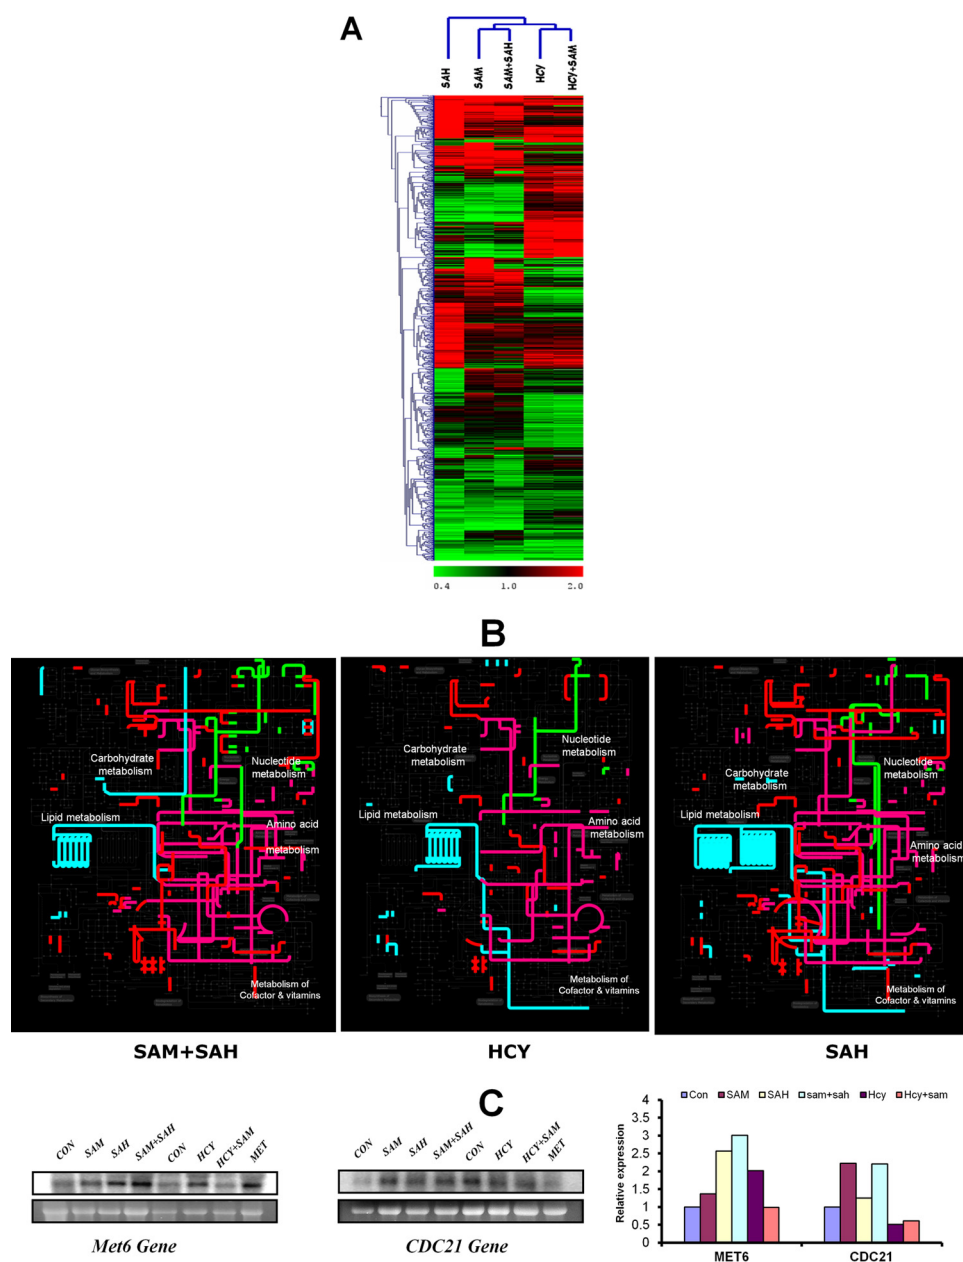 A
SAH
SAM
SAM+SAH
HCY
HCY+SAM
0.4 1.0 2.0
B
Carbohydrate
metabolism
Nucleotide
metabolism
Lipid metabolism
Amino acid
metabolism
Metabolism of
Cofactor & vitamins
Carbohydrate
metabolism
Nucleotide
metabolism
Lipid metabolism
Amino acid
metabolism
Metabolism of
Cofactor & vitamins
Carbohydrate
metabolism
Nucleotide
metabolism
Lipid metabolism
Amino acid
metabolism
Metabolism of
Cofactor & vitamins
SAM+SAH
HCY
SAH
C
CON SAM SAH SAM+SAH CON HCY HCY+SAM MET
Met6 Gene
CON SAM SAH SAM+SAH CON HCY HCY+SAM MET
CDC21 Gene
Con SAM SAH sam+sah Hcy Hcy+sam
Relative expression
4
3.5
3
2.5
2
1.5
1
0.5
0
MET6 CDC21